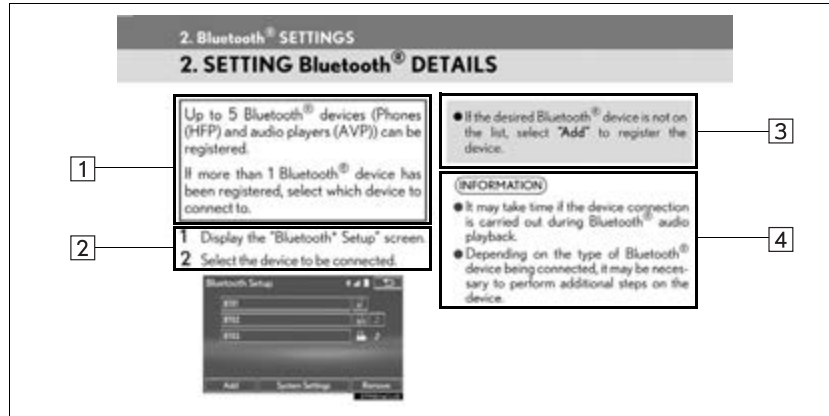 2. Bluetooth® SETTINGS
2. SETTING Bluetooth® DETAILS
Up to 5 Bluetooth® devices (Phones
(HFP) and audio players (AVP)) can be
registered.
If more than 1 Bluetooth® device has
been registered, select which device to
connect to.
1
1 Display the "Bluetooth* Setup" screen.
2 Select the device to be connected.
2
Bluetooth Setup
BT01
BT02
BT03
Add System Settings Remove
● If the desired Bluetooth® device is not on
the list, select "Add" to register the
device.
3
INFORMATION
● It may take time if the device connection
is carried out during Bluetooth® audio
playback.
● Depending on the type of Bluetooth®
device being connected, it may be neces-
sary to perform additional steps on the
device.
4